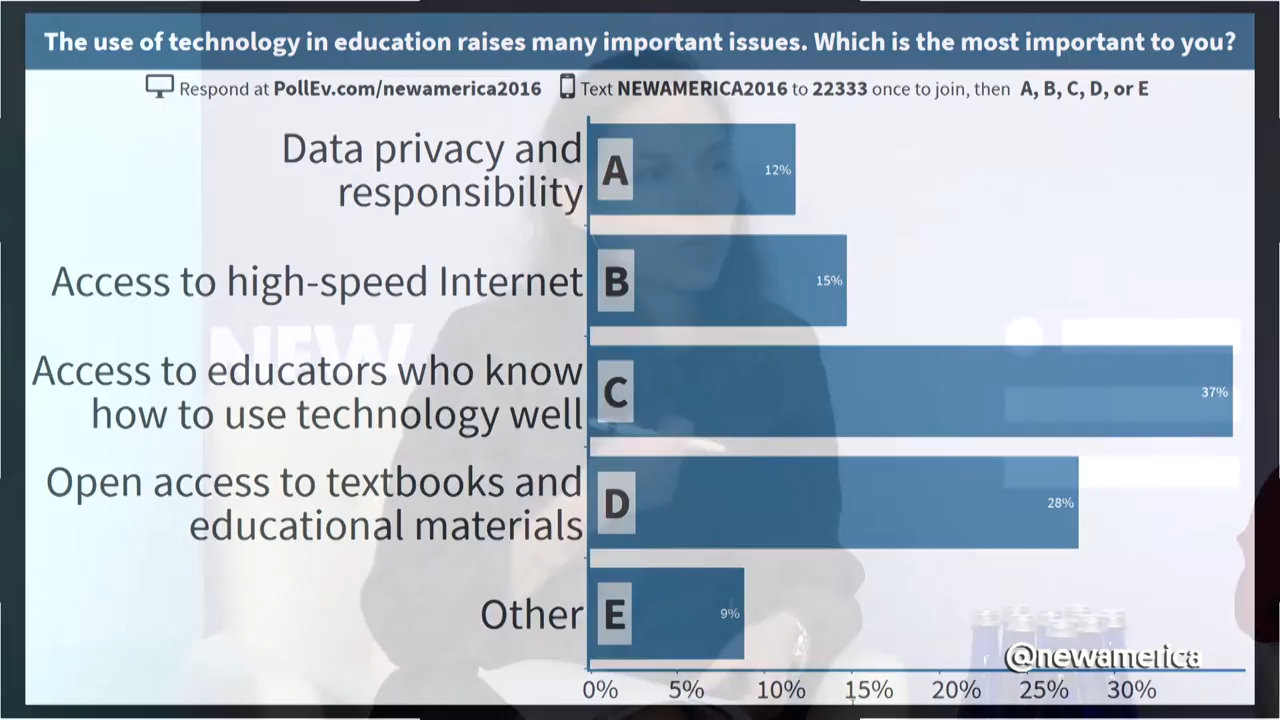 The use of technology in education raises many important issues. Which is the most important to you?
Respond at PollEv.com/newamerica2016 Text NEWAMERICA2016 to 22333 once to join, then A, B, C, D, or E
Data privacy and
responsibility
A
12%
Access to high-speed Internet
B
15%
NEW
Access to educators who know
how to use technology well
C
37%
Open access to textbooks and
educational materials
D
28%
Other
E
9%
@newamerica
0% 5% 10% 15% 20% 25% 30%